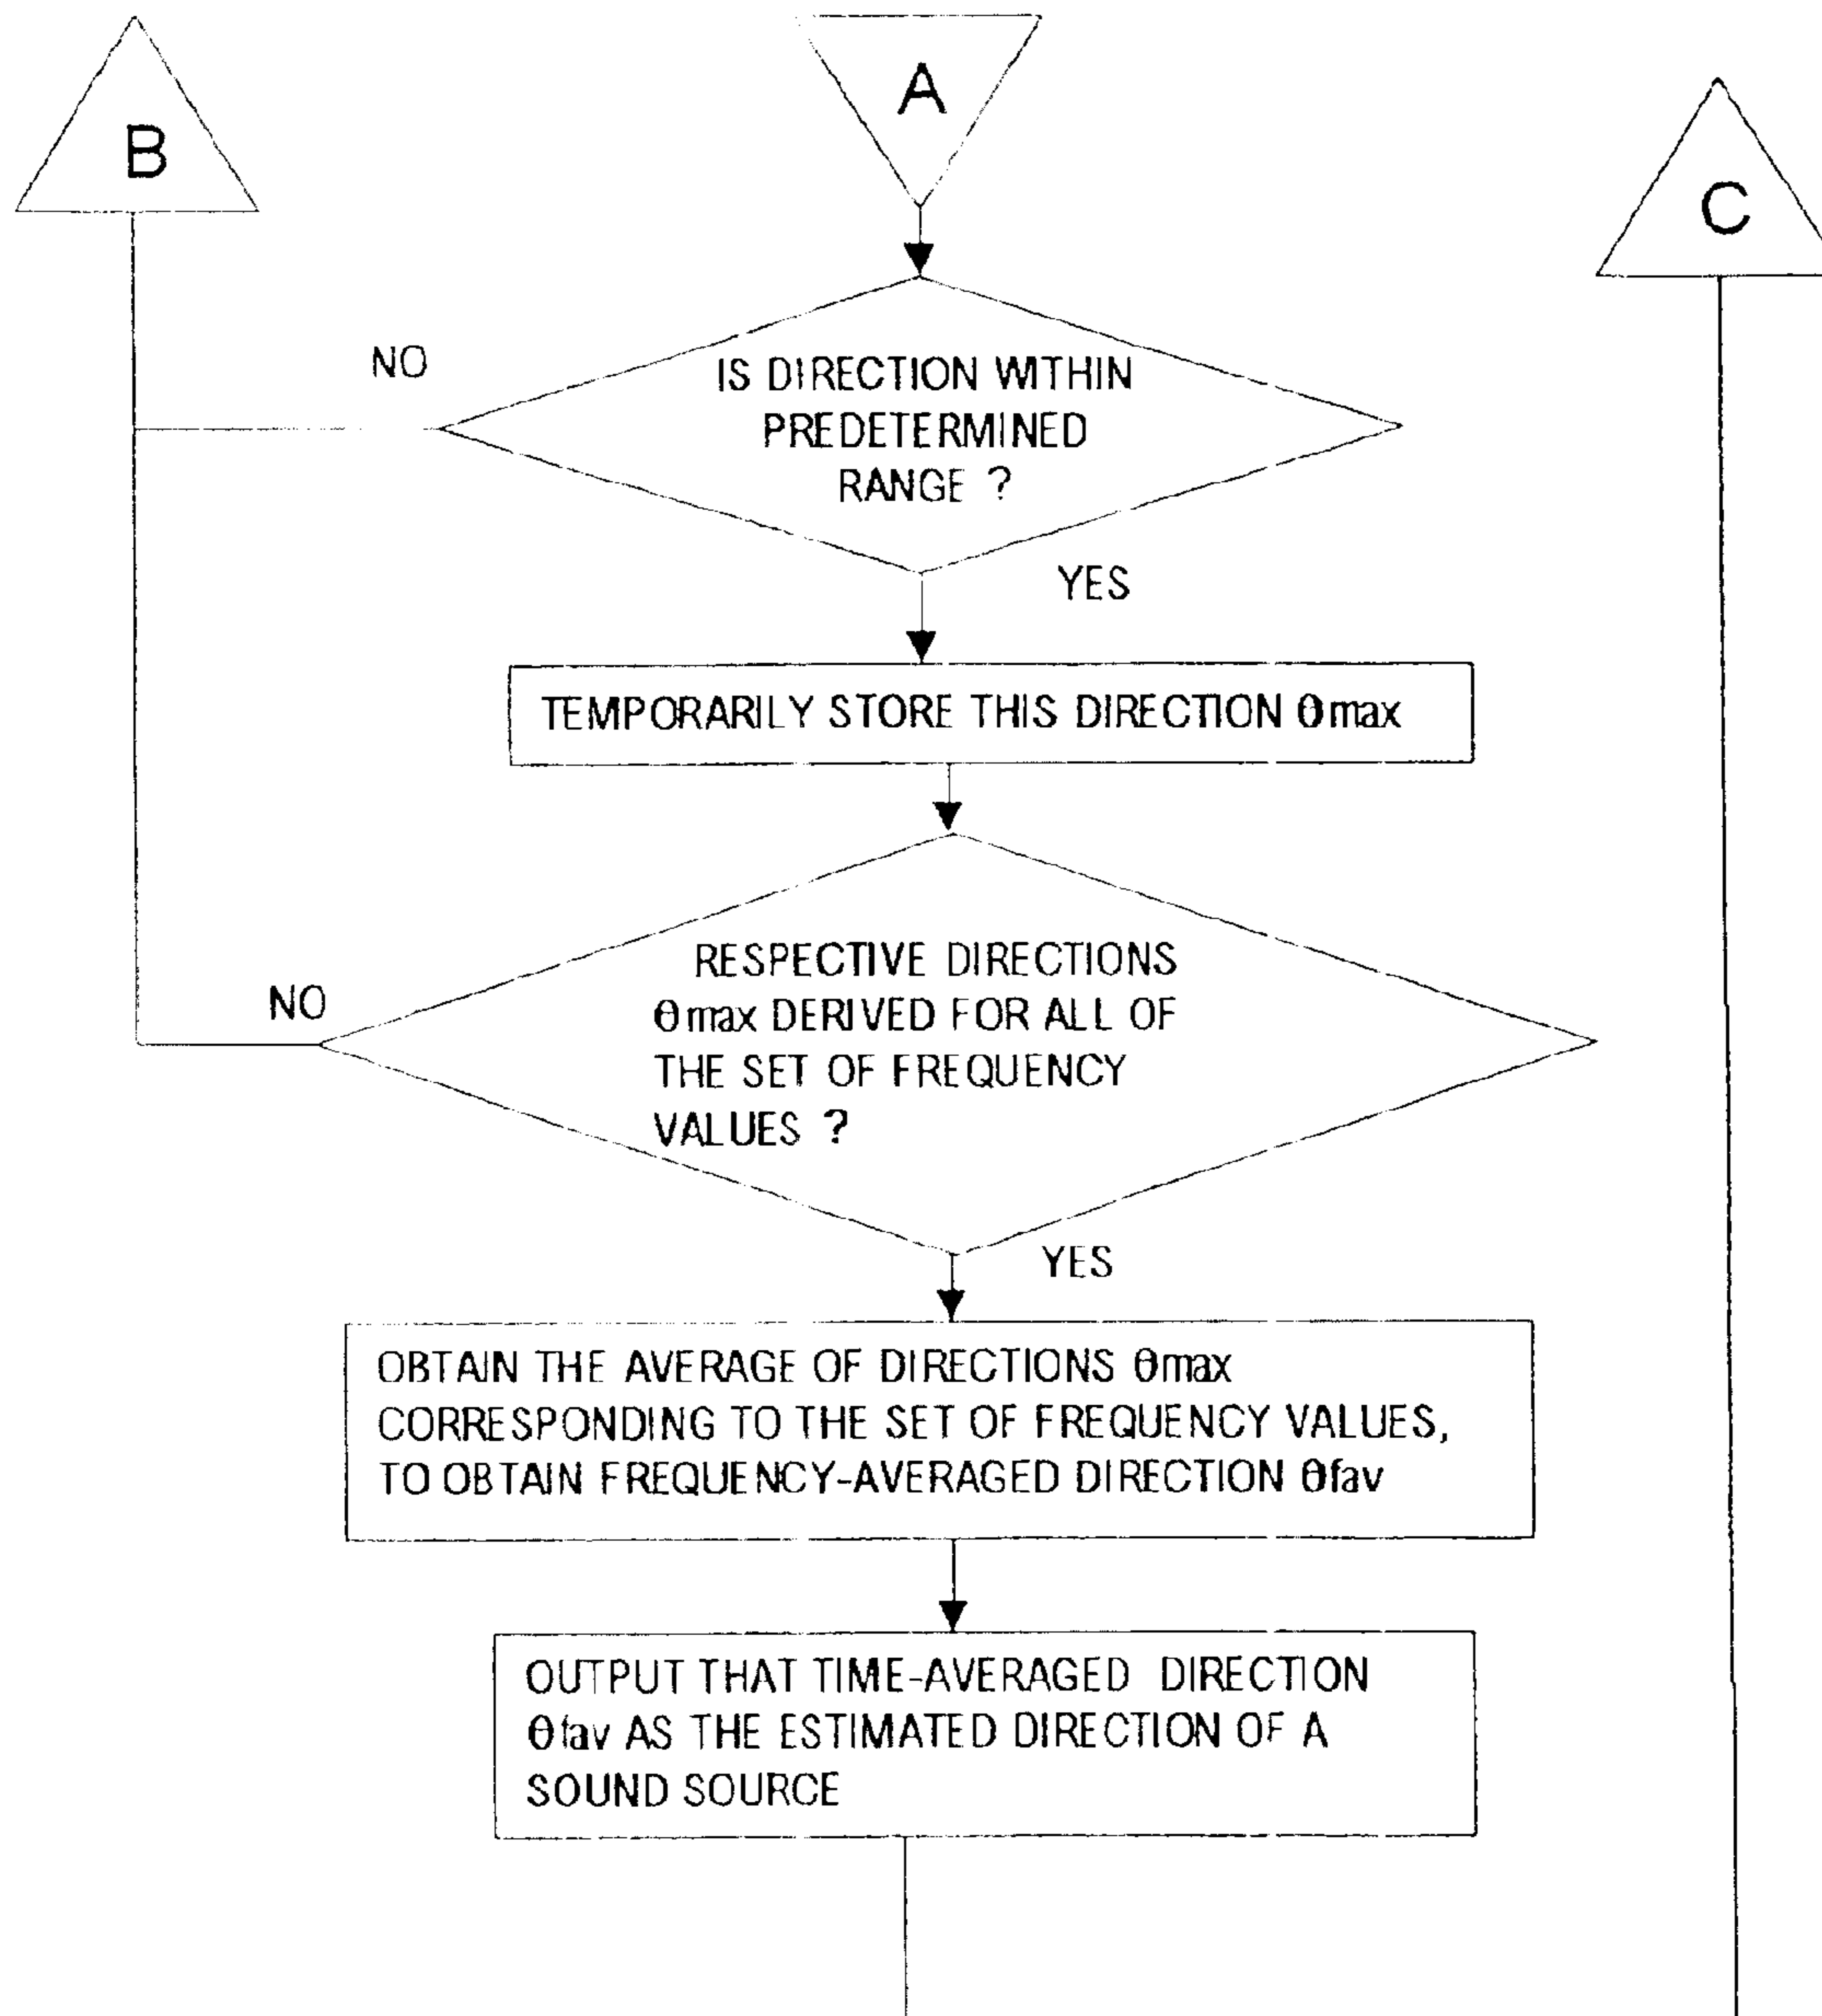 B
A
C
NO
IS DIRECTION WITHIN
PREDETERMINED
RANGE ?
YES
TEMPORARILY STORE THIS DIRECTION θmax
RESPECTIVE DIRECTIONS
θmax DERIVED FOR ALL OF
THE SET OF FREQUENCY
VALUES ?
NO
YES
OBTAIN THE AVERAGE OF DIRECTIONS θmax
CORRESPONDING TO THE SET OF FREQUENCY VALUES,
TO OBTAIN FREQUENCY-AVERAGED DIRECTION θfav
OUTPUT THAT TIME-AVERAGED DIRECTION
θfav AS THE ESTIMATED DIRECTION OF A
SOUND SOURCE